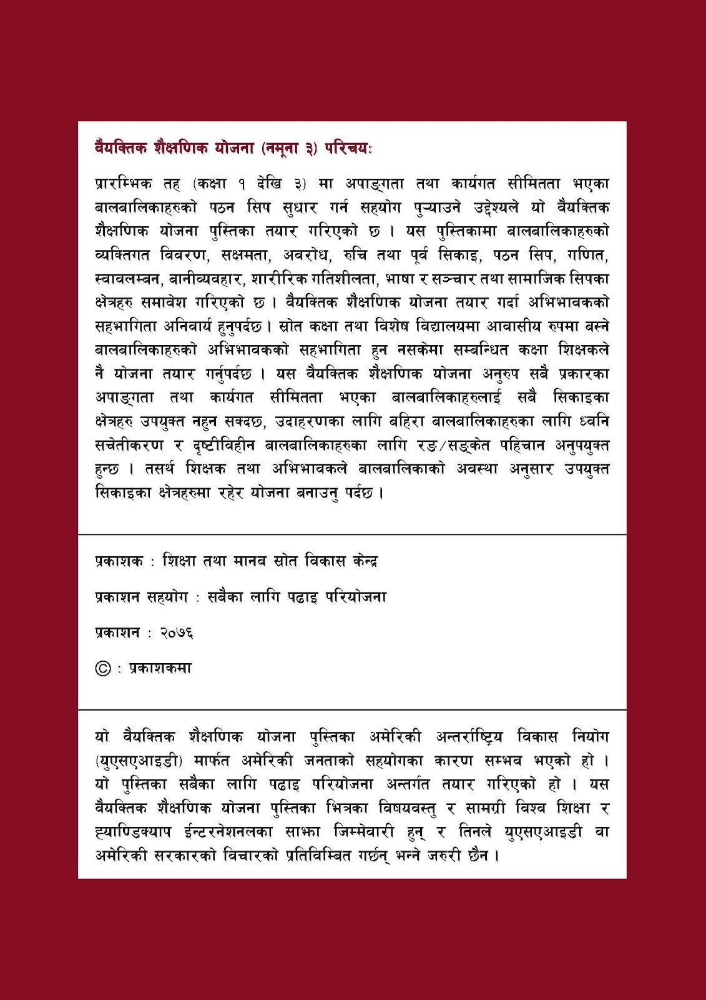 वैयक्तिक शैक्षणिक योजना (नमूना ३) परिचयः
प्रारम्भिक तह (कक्षा १ देखि ३) मा अपाङ्गता तथा कार्यगत सीमितता भएका
बालबालिकाहरुको पठन सिप सुधार गर्न सहयोग पुऱ्याउने उद्देश्यले यो वैयक्तिक
शैक्षणिक योजना पुस्तिका तयार गरिएको छ । यस पुस्तिकामा बालबालिकाहरुको
व्यक्तिगत विवरण, सक्षमता, अवरोध, रुचि तथा पूर्व सिकाइ, पठन सिप, गणित,
स्वावलम्बन, बानीव्यवहार, शारीरिक गतिशीलता, भाषा र सञ्चार तथा सामाजिक सिपका
क्षेत्रहरु समावेश गरिएको छ । वैयक्तिक शैक्षणिक योजना तयार गर्दा अभिभावकको
सहभागिता अनिवार्य हुनुपर्दछ । स्रोत कक्षा तथा विशेष विद्यालयमा आवासीय रुपमा बस्ने
बालबालिकाहरुको अभिभावकको सहभागिता हुन नसकेमा सम्बन्धित कक्षा शिक्षकले
नै योजना तयार गर्नुपर्दछ । यस वैयक्तिक शैक्षणिक योजना अनुरुप सबै प्रकारका
अपाङ्गता तथा कार्यगत सीमितता भएका बालबालिकाहरुलाई सबै सिकाइका
क्षेत्रहरु उपयुक्त नहुन सक्दछ, उदाहरणका लागि बहिरा बालबालिकाहरुका लागि ध्वनि
सचेतीकरण र दृष्टीविहीन बालबालिकाहरुका लागि रङ/सङ्केत पहिचान अनुपयुक्त
हुन्छ । तसर्थ शिक्षक तथा अभिभावकले बालबालिकाको अवस्था अनुसार उपयुक्त
सिकाइका क्षेत्रहरुमा रहेर योजना बनाउनु पर्दछ ।
प्रकाशक : शिक्षा तथा मानव स्रोत विकास केन्द्र
प्रकाशन सहयोग : सबैका लागि पढाइ परियोजना
प्रकाशन : २०७६
© : प्रकाशकमा
यो वैयक्तिक शैक्षणिक योजना पुस्तिका अमेरिकी अन्तर्राष्ट्रिय विकास नियोग
(युएसएआइडी) मार्फत अमेरिकी जनताको सहयोगका कारण सम्भव भएको हो ।
यो पुस्तिका सबैका लागि पढाइ परियोजना अन्तर्गत तयार गरिएको हो । यस
वैयक्तिक शैक्षणिक योजना पुस्तिका भित्रका विषयवस्तु र सामग्री विश्व शिक्षा र
ह्याण्डिक्याप ईन्टरनेशनलका साझा जिम्मेवारी हुन् र तिनले युएसएआइडी वा
अमेरिकी सरकारको विचारको प्रतिविम्बित गर्छन् भन्ने जरुरी छैन ।